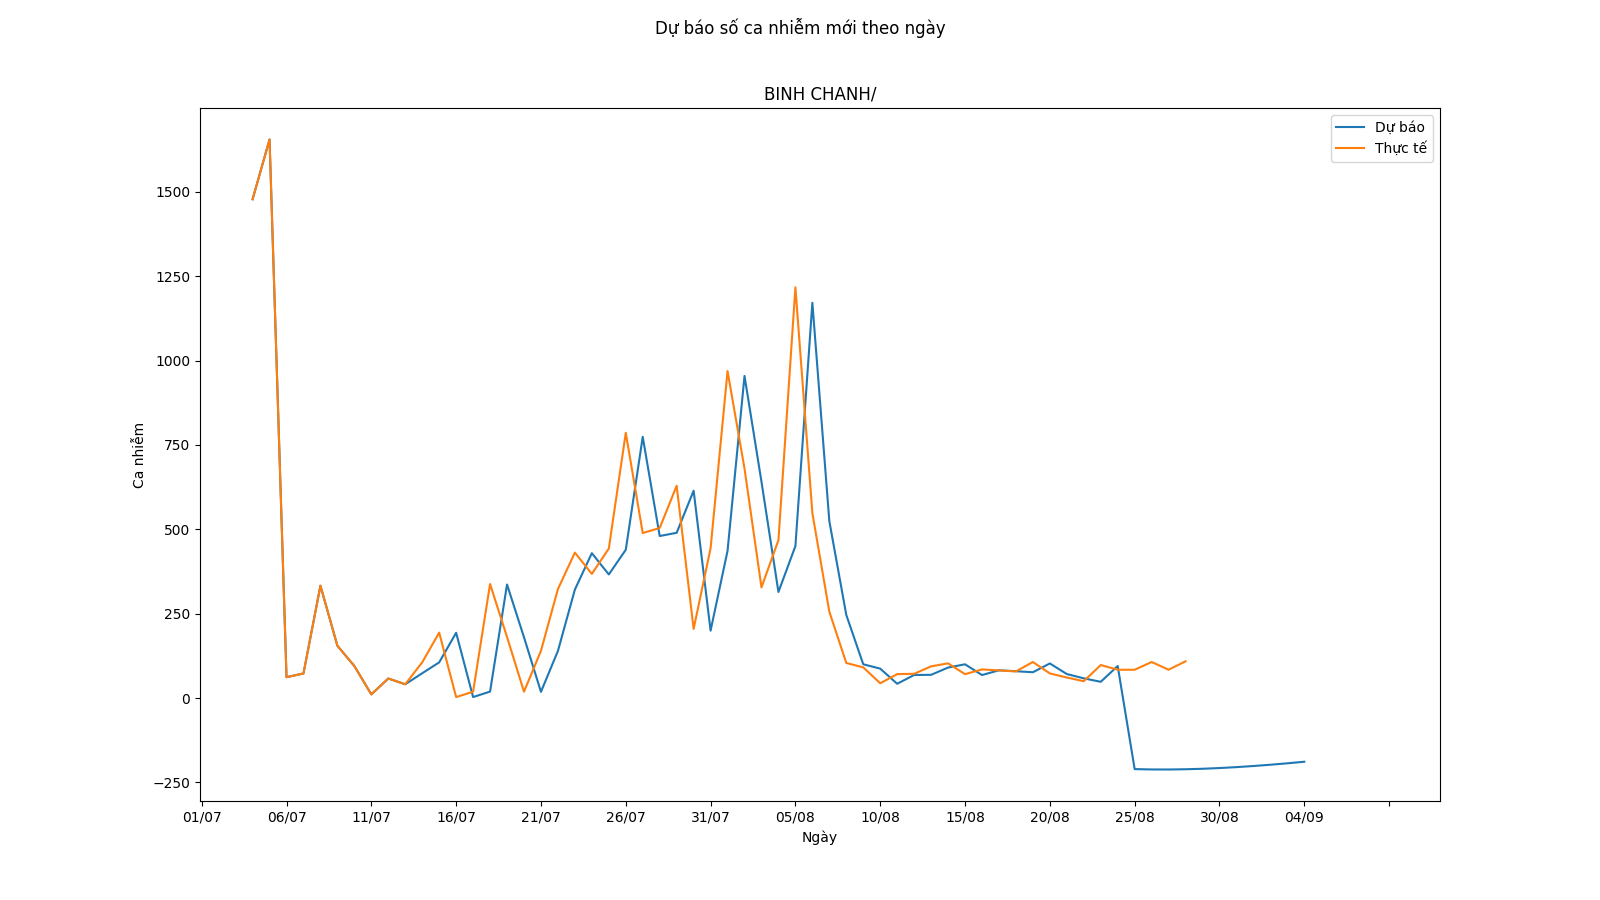 Dự báo số ca nhiễm mới theo ngày
BINH CHANH/
Dự báo
Thực tế
1500
1250
1000
750
500
250
0
−250
Ca nhiễm
01/07 06/07 11/07 16/07 21/07 26/07 31/07 05/08 10/08 15/08 20/08 25/08 30/08 04/09
Ngày